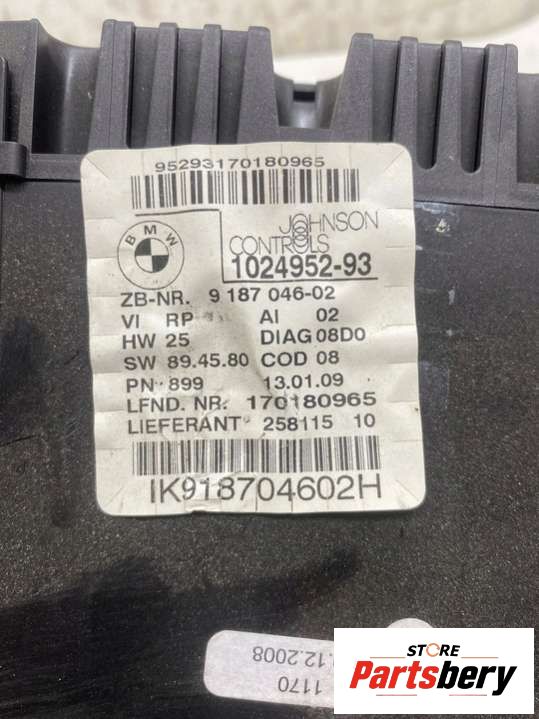 95293170180965
BMW
JOHNSON
CONTROLS
1024952-93
ZB-NR. 9 187 046-02
VI RP AI 02
HW 25 DIAG 08D0
SW 89.45.80 COD 08
PN 899 13.01.09
LFND. NR. 170180965
LIEFERANT 258115 10
IK918704602H
.12.2008
1170
STORE
Partsbery